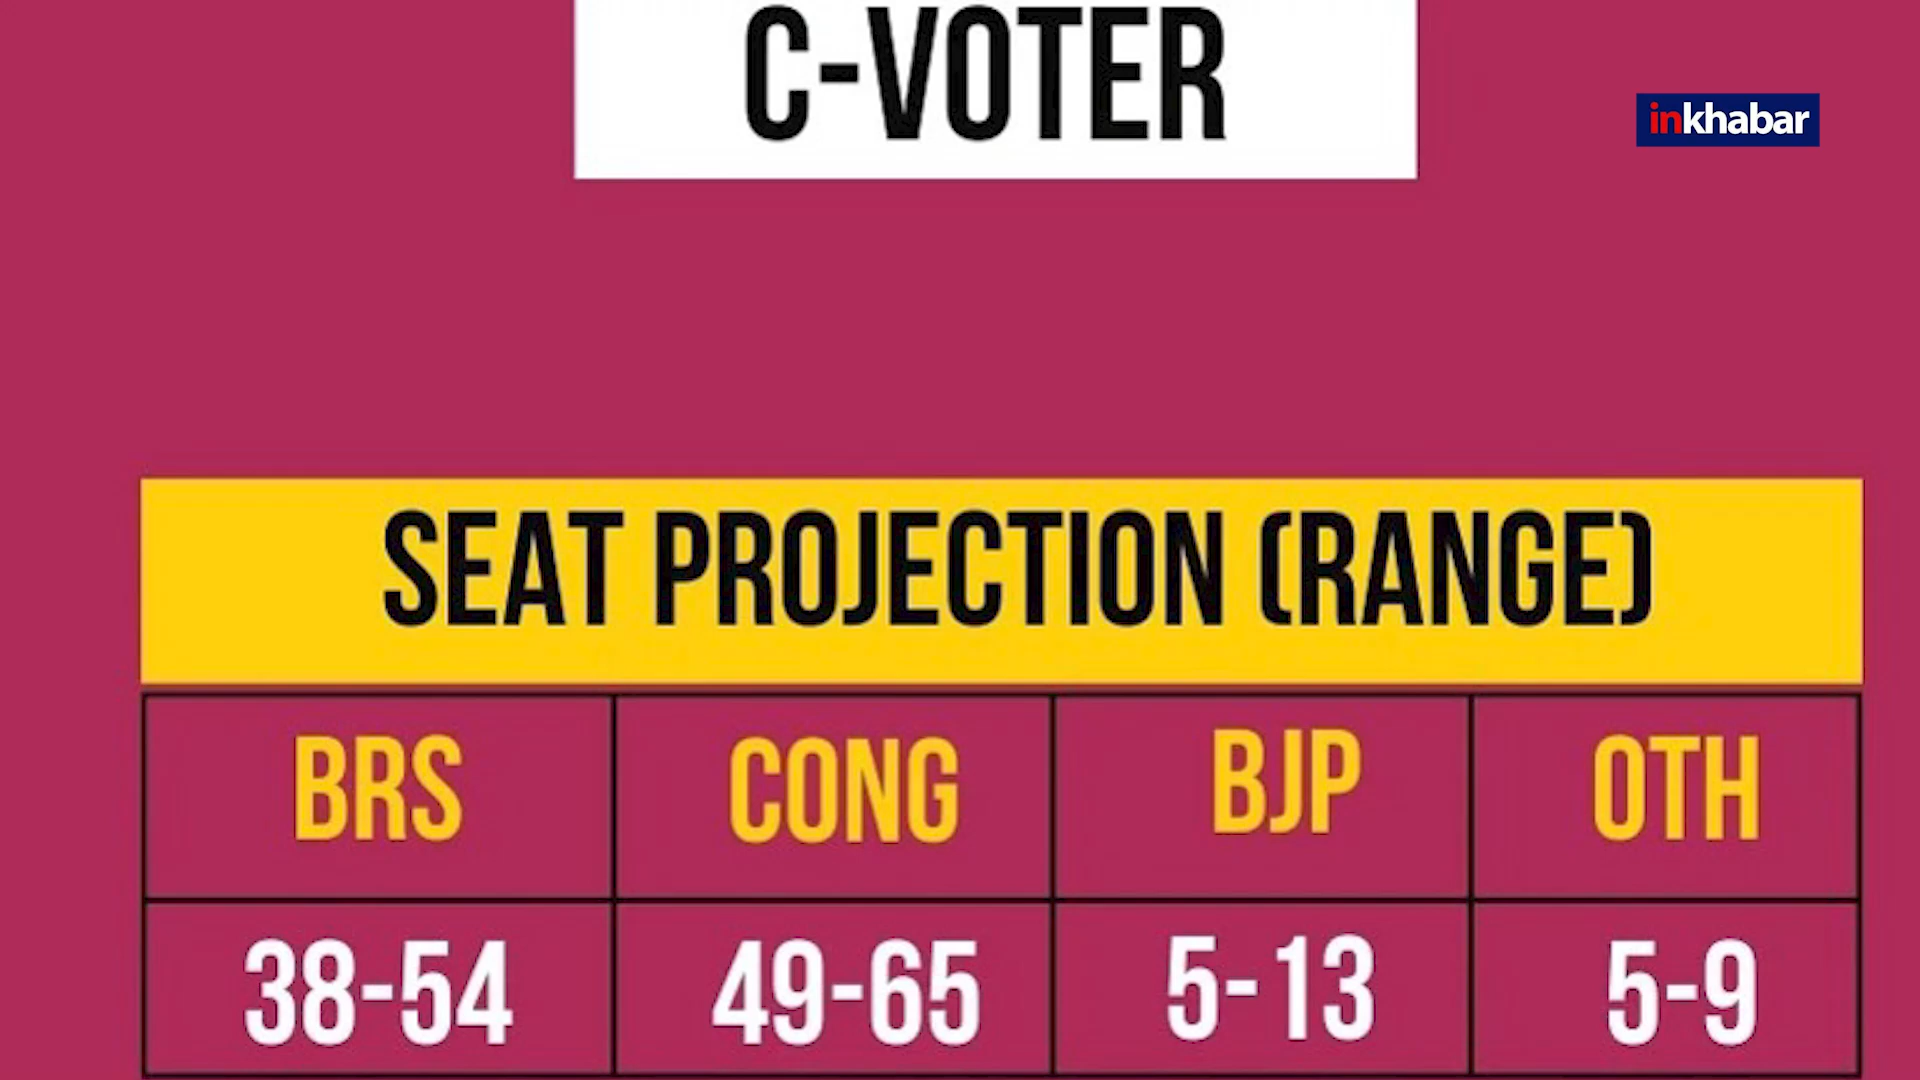 C-VOTER
inkhabar
SEAT PROJECTION (RANGE)
BRS CONG BJP OTH
38-54 49-65 5-13 5-9